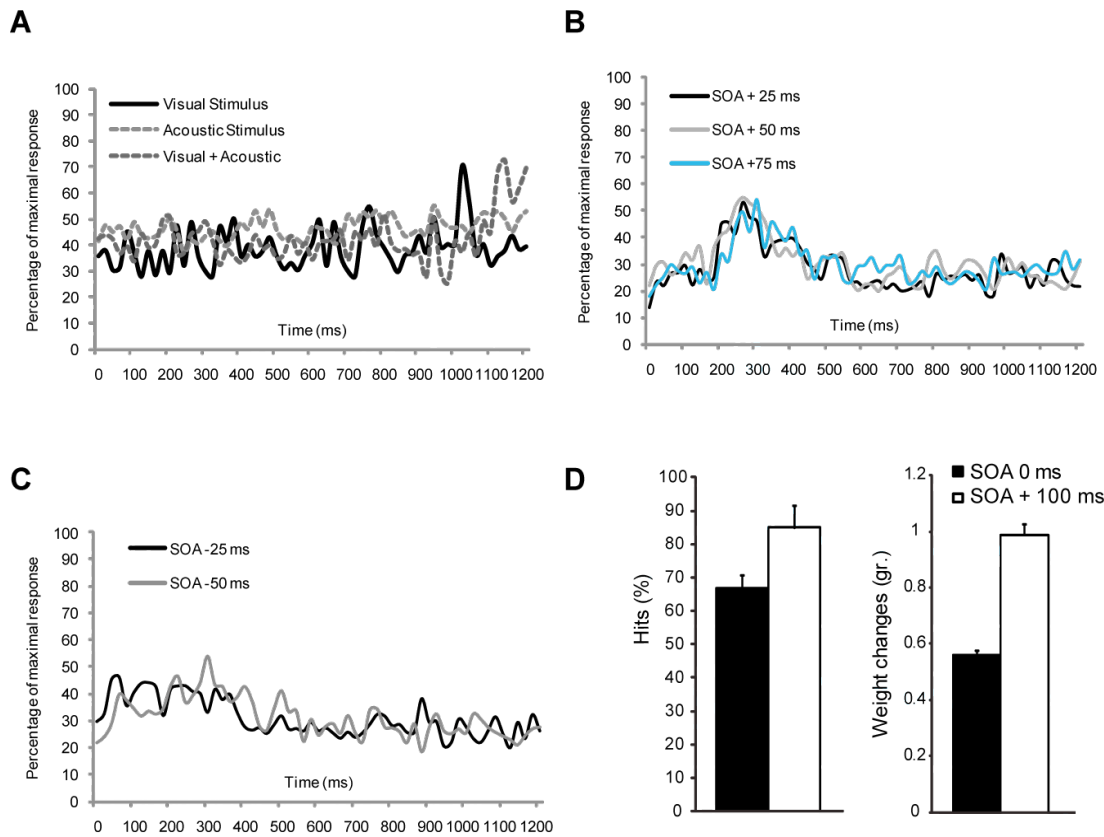 A
Percentage of maximal response
100
90
80
70
60
50
40
30
20
10
0
Visual Stimulus
Acoustic Stimulus
Visual + Acoustic
Time (ms)
0 100 200 300 400 500 600 700 800 900 1000 1100 1200
B
Percentage of maximal response
100
90
80
70
60
50
40
30
20
10
0
SOA + 25 ms
SOA + 50 ms
SOA +75 ms
Time (ms)
0 100 200 300 400 500 600 700 800 900 1000 1100 1200
C
Percentage of maximal response
100
90
80
70
60
50
40
30
20
10
0
SOA -25 ms
SOA -50 ms
Time (ms)
0 100 200 300 400 500 600 700 800 900 1000 1100 1200
D
Hits (%)
100
90
80
70
60
50
40
30
20
10
0
Weight changes (gr.)
1.2
1
0.8
0.6
0.4
0.2
0
SOA 0 ms
SOA + 100 ms